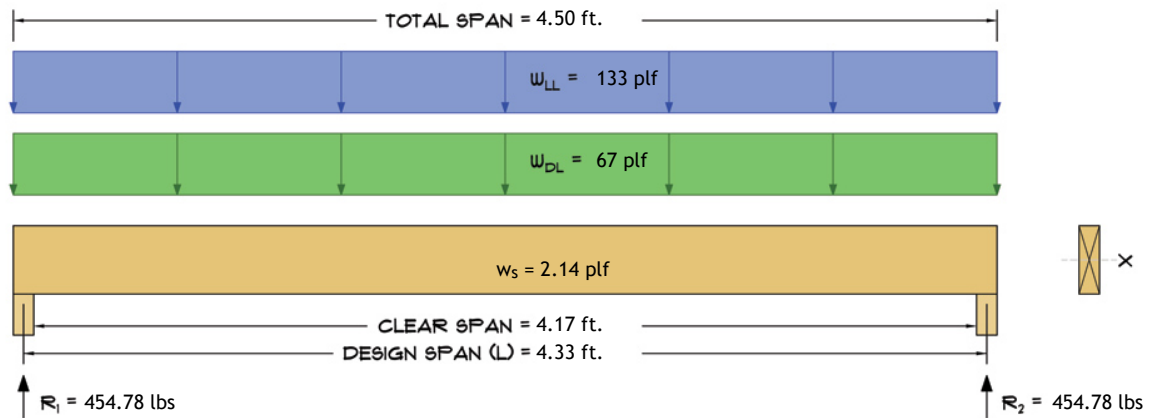 TOTAL SPAN = 4.50 ft.
WLL = 133 plf
WDL = 67 plf
ws = 2.14 plf
X
CLEAR SPAN = 4.17 ft.
DESIGN SPAN (L) = 4.33 ft.
R1 = 454.78 lbs
R2 = 454.78 lbs